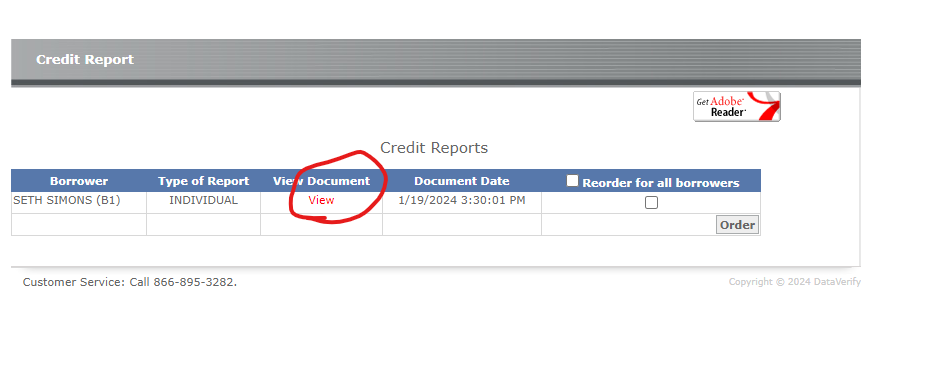 Credit Report
Get Adobe Reader
Credit Reports
Borrower Type of Report View Document Document Date Reorder for all borrowers
SETH SIMONS (B1) INDIVIDUAL View 1/19/2024 3:30:01 PM
Order
Customer Service: Call 866-895-3282. Copyright © 2024 DataVerify